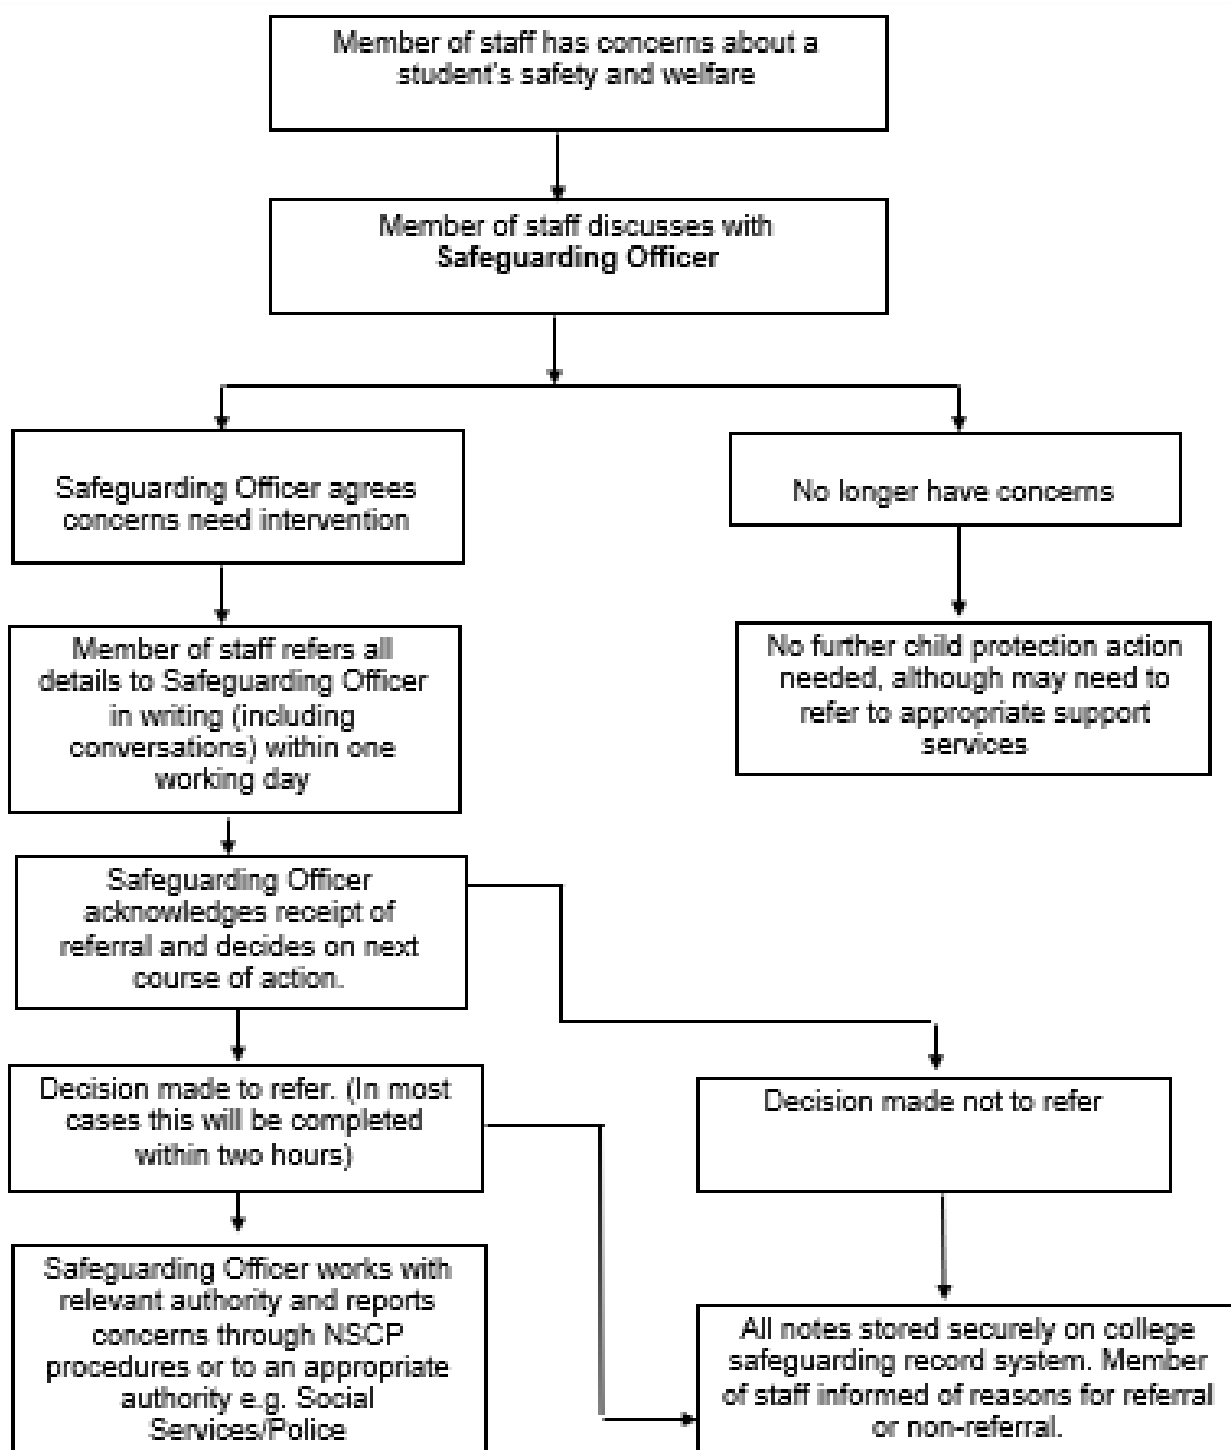 Member of staff has concerns about a
student's safety and welfare
Member of staff discusses with
Safeguarding Officer
Safeguarding Officer agrees
concerns need intervention
No longer have concerns
Member of staff refers all
details to Safeguarding Officer
in writing (including
conversations) within one
working day
No further child protection action
needed, although may need to
refer to appropriate support
services
Safeguarding Officer
acknowledges receipt of
referral and decides on next
course of action.
Decision made to refer. (In most
cases this will be completed
within two hours)
Decision made not to refer
Safeguarding Officer works with
relevant authority and reports
concerns through NSCP
procedures or to an appropriate
authority e.g. Social
Services/Police
All notes stored securely on college
safeguarding record system. Member
of staff informed of reasons for referral
or non-referral.